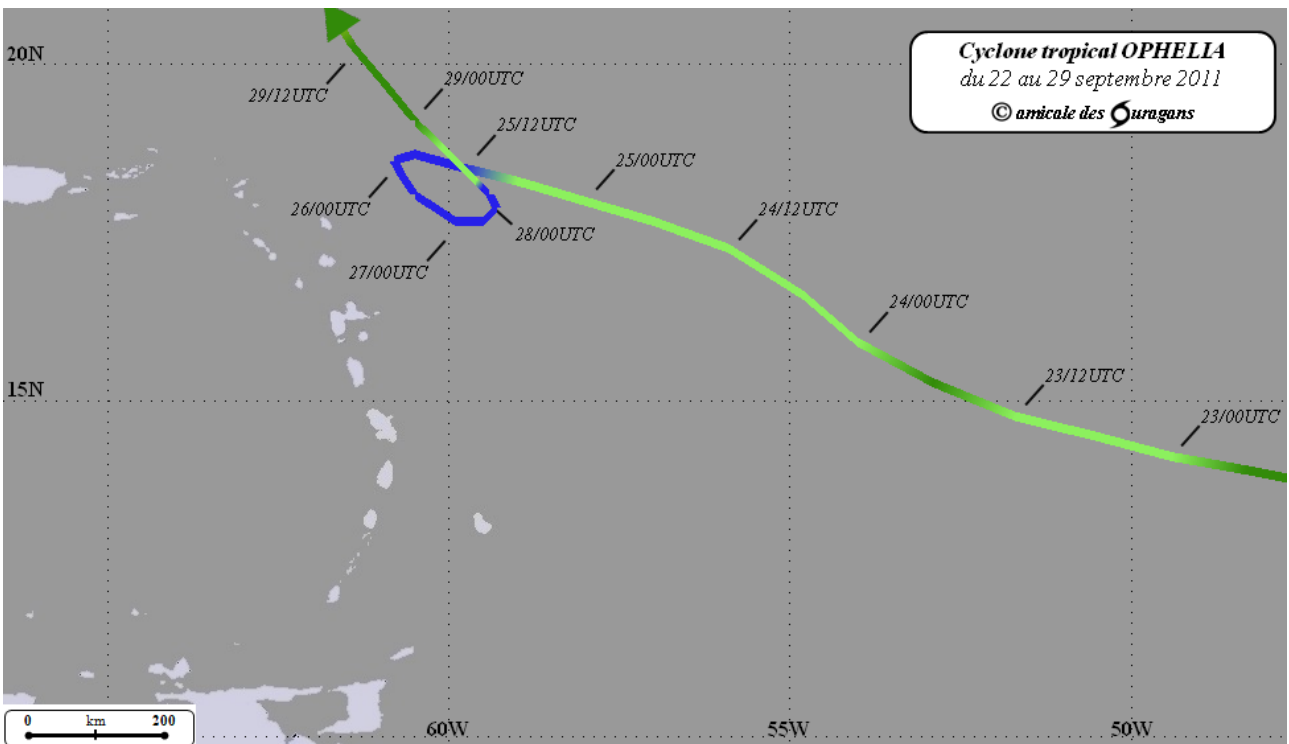 20N
Cyclone tropical OPHELIA
du 22 au 29 septembre 2011
© amicale des Ouragans
29/12UTC
29/00UTC
25/12UTC
25/00UTC
26/00UTC
24/12UTC
28/00UTC
27/00UTC
24/00UTC
15N
23/12UTC
23/00UTC
0 km 200
60W
55W
50W